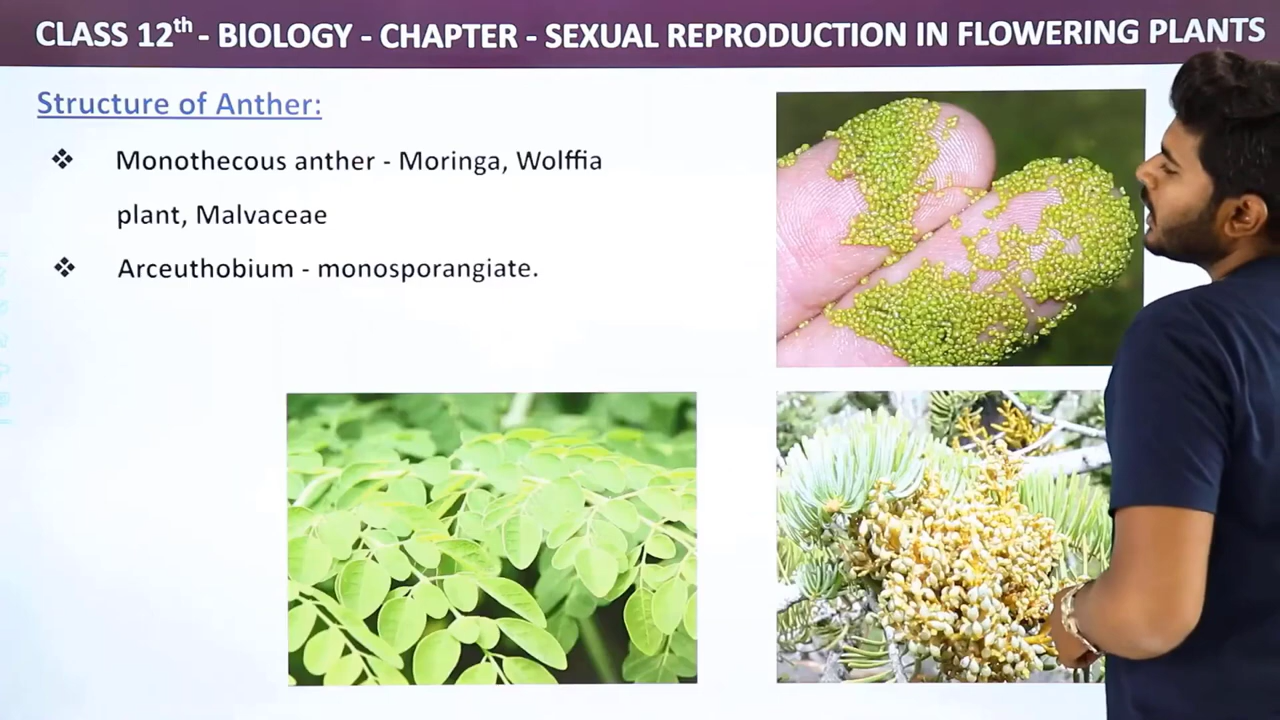 CLASS 12th - BIOLOGY - CHAPTER - SEXUAL REPRODUCTION IN FLOWERING PLANTS
Structure of Anther:
❖ Monothecous anther - Moringa, Wolffia
plant, Malvaceae
❖ Arceuthobium - monosporangiate.